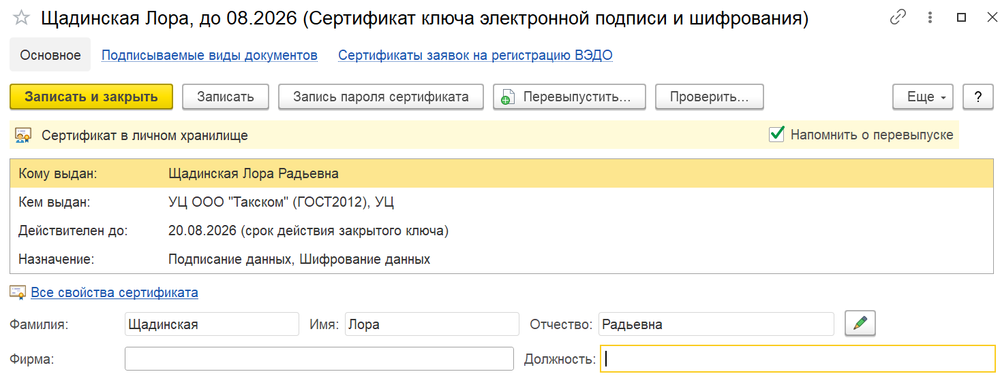 Щадинская Лора, до 08.2026 (Сертификат ключа электронной подписи и шифрования)
Основное Подписываемые виды документов Сертификаты заявок на регистрацию ВЭДО
Записать и закрыть Записать Запись пароля сертификата Перевыпустить... Проверить... Еще ?
Сертификат в личном хранилище Напомнить о перевыпуске
Кому выдан: Щадинская Лора Радьевна
Кем выдан: УЦ ООО "Такском" (ГОСТ2012), УЦ
Действителен до: 20.08.2026 (срок действия закрытого ключа)
Назначение: Подписание данных, Шифрование данных
Все свойства сертификата
Фамилия: Щадинская Имя: Лора Отчество: Радьевна
Фирма: Должность: